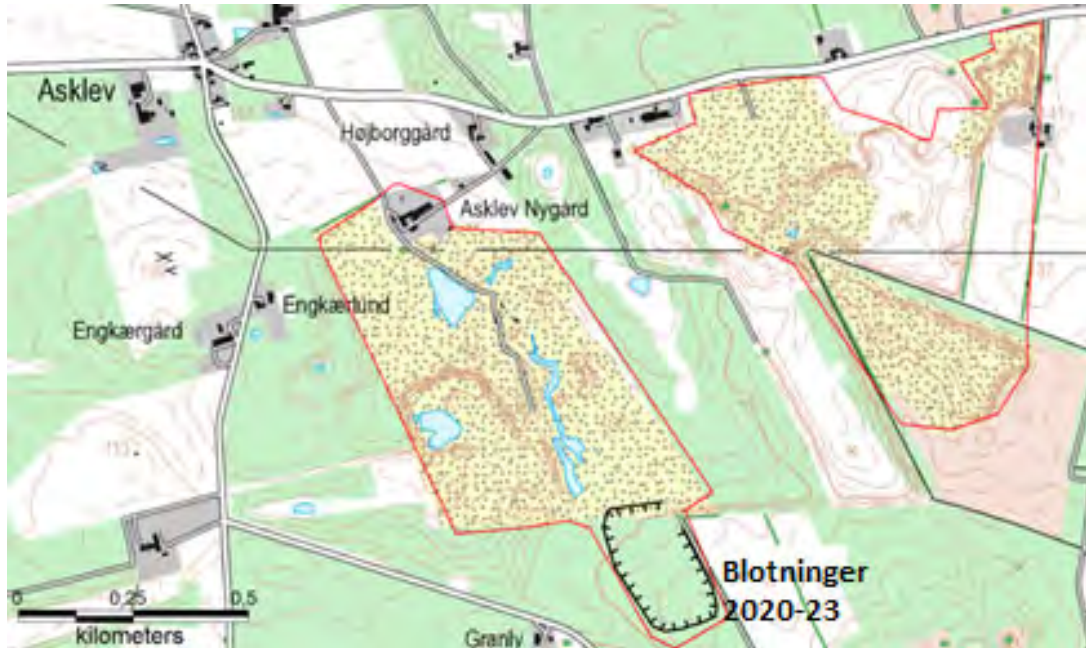 Asklev
Højborggård
Asklev Nygård
Engkærlund
Engkærgård
Blotninger
2020-23
0 0,25 0,5
kilometers
Granly